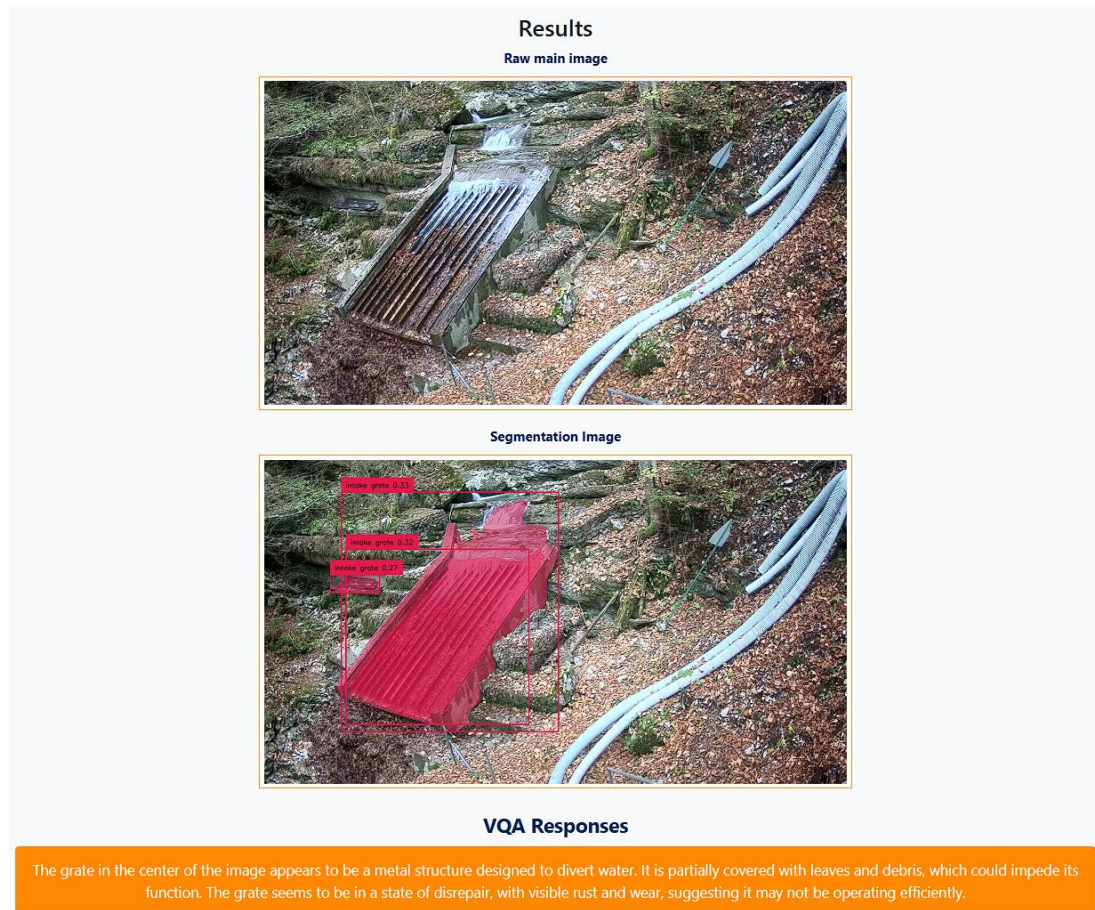 Results
Raw main image
Segmentation Image
intake grate 0.33
intake grate 0.32
intake grate 0.27
VQA Responses
The grate in the center of the image appears to be a metal structure designed to divert water. It is partially covered with leaves and debris, which could impede its
function. The grate seems to be in a state of disrepair, with visible rust and wear, suggesting it may not be operating efficiently.